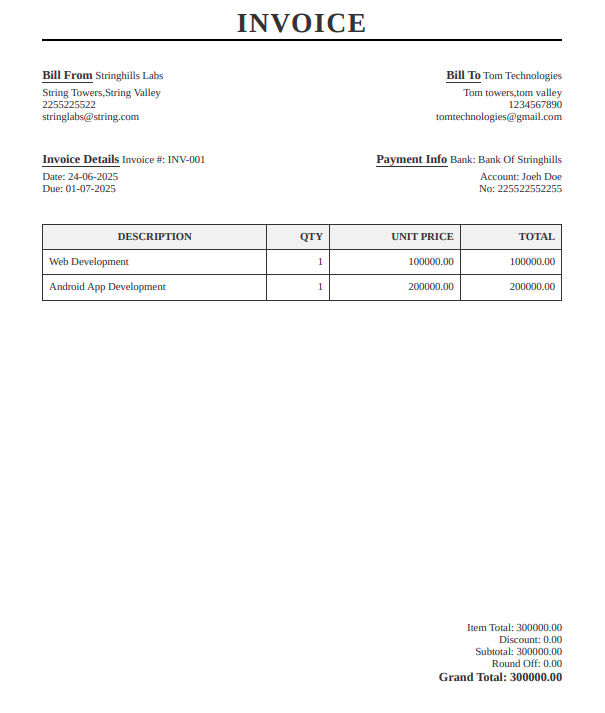 INVOICE
Bill From Stringhills Labs
String Towers,String Valley
2255225522
stringlabs@string.com
Bill To Tom Technologies
Tom towers,tom valley
1234567890
tomtechnologies@gmail.com
Invoice Details Invoice #: INV-001
Date: 24-06-2025
Due: 01-07-2025
Payment Info Bank: Bank Of Stringhills
Account: Joeh Doe
No: 225522552255
DESCRIPTION QTY UNIT PRICE TOTAL
Web Development 1 100000.00 100000.00
Android App Development 1 200000.00 200000.00
Item Total: 300000.00
Discount: 0.00
Subtotal: 300000.00
Round Off: 0.00
Grand Total: 300000.00